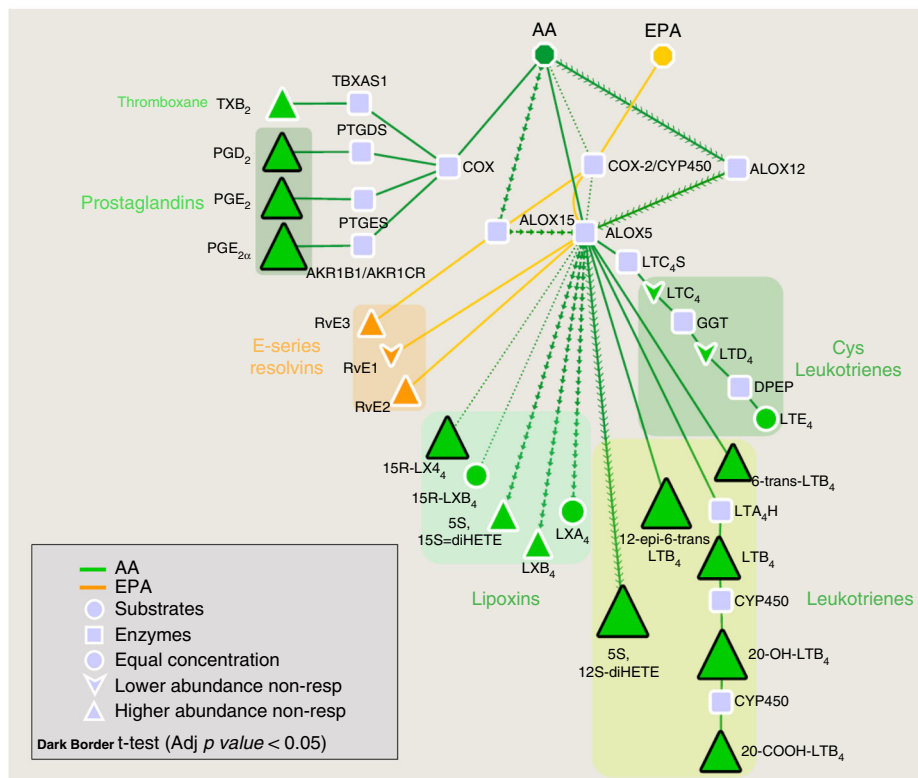 AA
EPA
Thromboxane
TXB2
TBXAS1
PTGDS
PGD2
COX
COX-2/CYP450
ALOX12
Prostaglandins
PGE2
PTGES
ALOX15
ALOX5
PGE2α
AKR1B1/AKR1CR
LTC4S
LTC4
GGT
RvE3
E-series
resolvins
RvE1
LTD4
Cys
Leukotrienes
DPEP
RvE2
LTE4
15R-LX44
15R-LXB4
5S,
15S=diHETE
LXB4
LXA4
6-trans-LTB4
LTA4H
12-epi-6-trans
LTB4
LTB4
Lipoxins
CYP450
Leukotrienes
5S,
12S-diHETE
20-OH-LTB4
CYP450
20-COOH-LTB4
AA
EPA
Substrates
Enzymes
Equal concentration
Lower abundance non-resp
Higher abundance non-resp
Dark Border t-test (Adj p value < 0.05)